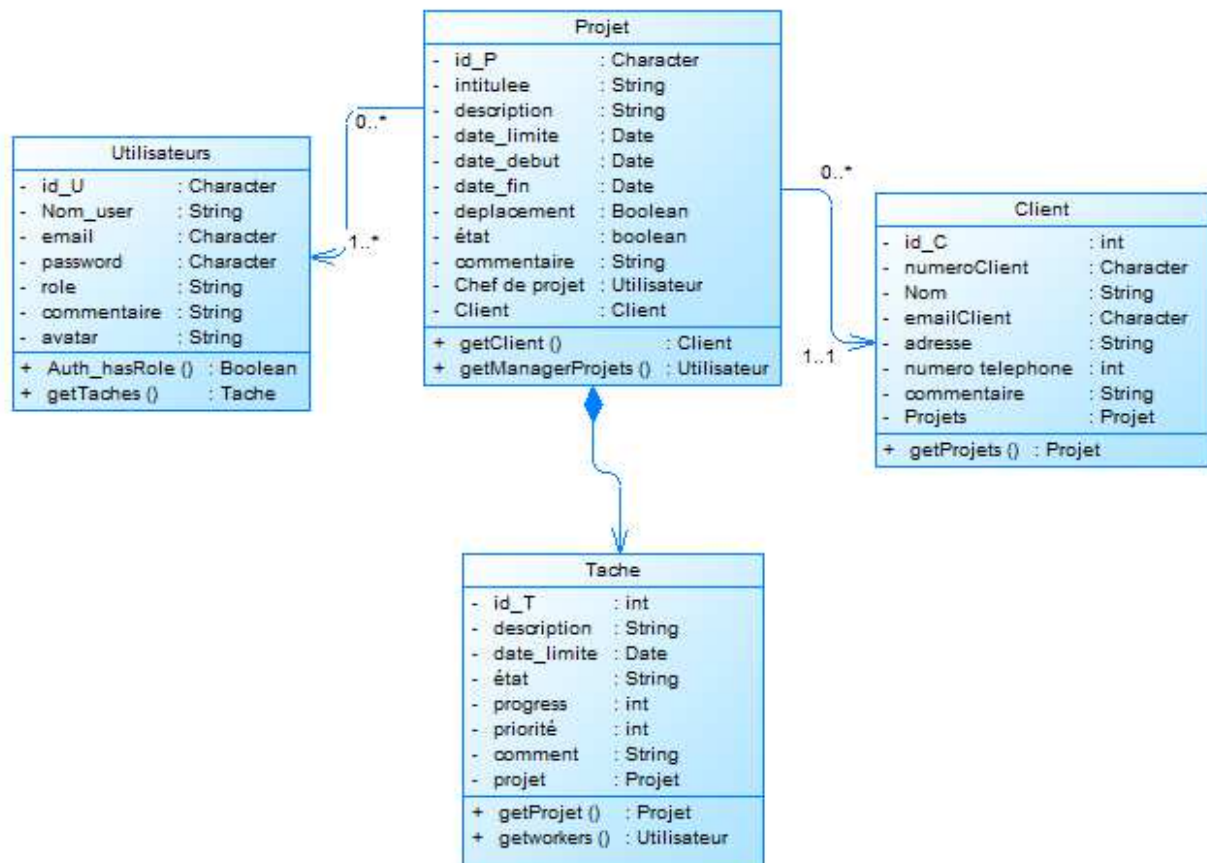 Projet
- id_P : Character
- intitulee : String
- description : String
- date_limite : Date
- date_debut : Date
- date_fin : Date
- deplacement : Boolean
- état : boolean
- commentaire : String
- Chef de projet : Utilisateur
- Client : Client
+ getClient () : Client
+ getManagerProjets () : Utilisateur
0..*
1..*
Utilisateurs
- id_U : Character
- Nom_user : String
- email : Character
- password : Character
- role : String
- commentaire : String
- avatar : String
+ Auth_hasRole () : Boolean
+ getTaches () : Tache
0..*
1..1
Client
- id_C : int
- numeroClient : Character
- Nom : String
- emailClient : Character
- adresse : String
- numero telephone : int
- commentaire : String
- Projets : Projet
+ getProjets () : Projet
Tache
- id_T : int
- description : String
- date_limite : Date
- état : String
- progress : int
- priorité : int
- comment : String
- projet : Projet
+ getProjet () : Projet
+ getworkers () : Utilisateur